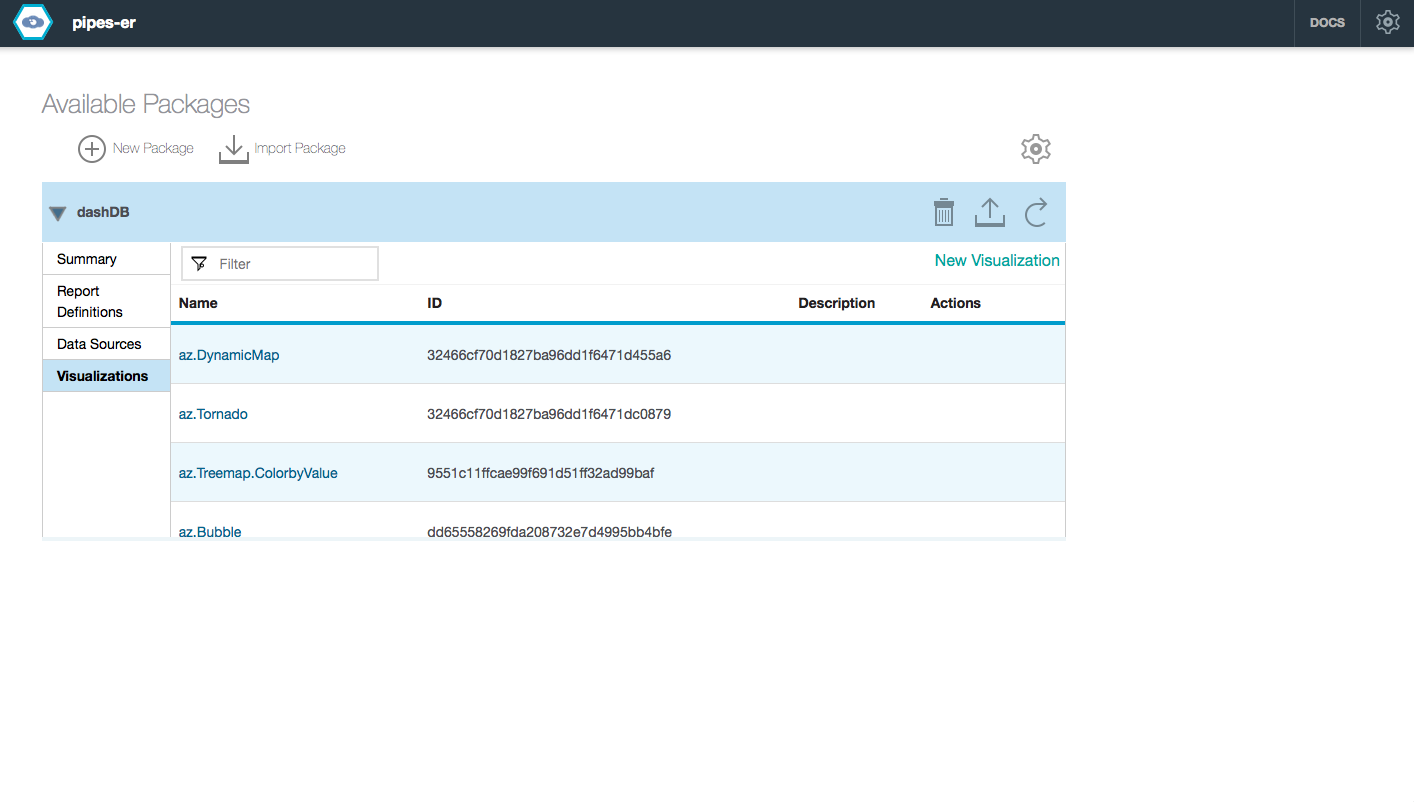 pipes-er DOCS
Available Packages
New Package Import Package
dashDB
Summary
Report
Definitions
Data Sources
Visualizations
Filter New Visualization
Name ID Description Actions
az.DynamicMap 32466cf70d1827ba96dd1f6471d455a6
az.Tornado 32466cf70d1827ba96dd1f6471dc0879
az.Treemap.ColorbyValue 9551c11ffcae99f691d51ff32ad99baf
az.Bubble dd65558269fda208732e7d4995bb4bfe